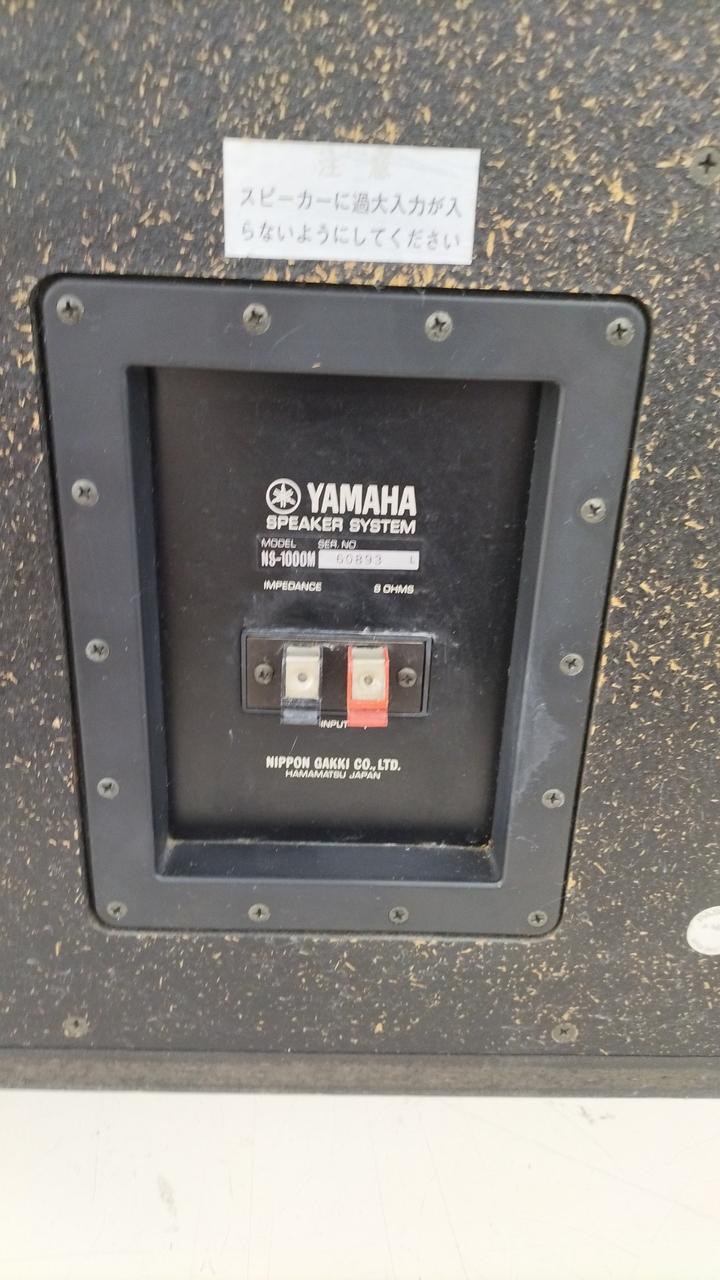 注意
スピーカーに過大入力が入
らないようにしてください
YAMAHA
SPEAKER SYSTEM
MODEL SER. NO.
NS-1000M 60893 L
IMPEDANCE 8 OHMS
INPUT
NIPPON GAKKI CO., LTD.
HAMAMATSU JAPAN